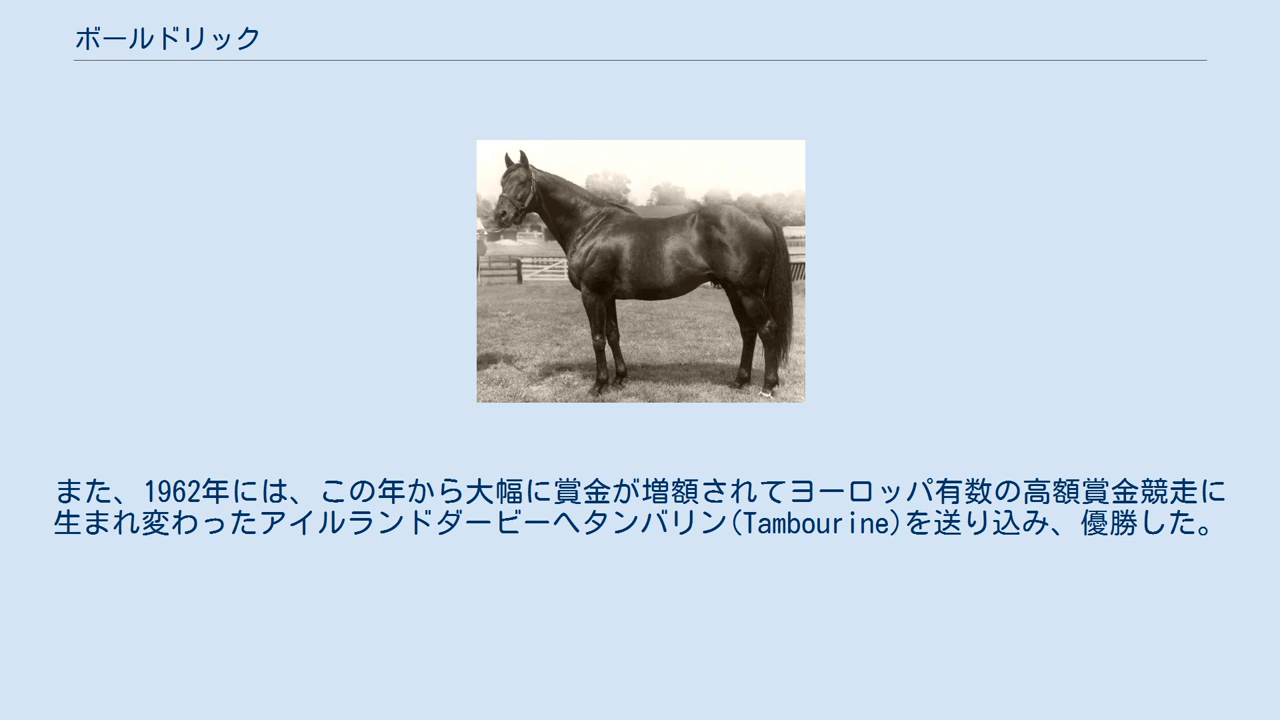 ボールドリック
また、1962年には、この年から大幅に賞金が増額されてヨーロッパ有数の高額賞金競走に
生まれ変わったアイルランドダービーへタンバリン(Tambourine)を送り込み、優勝した。